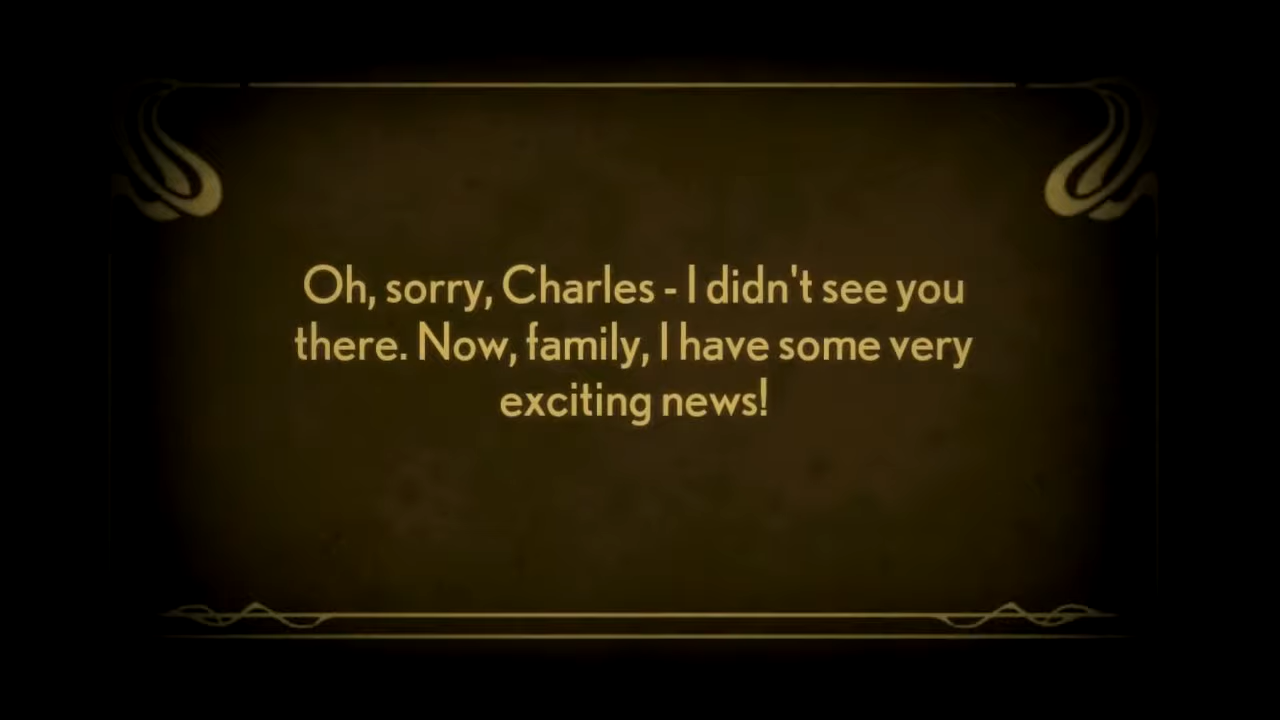 Oh, sorry, Charles - I didn't see you
there. Now, family, I have some very
exciting news!